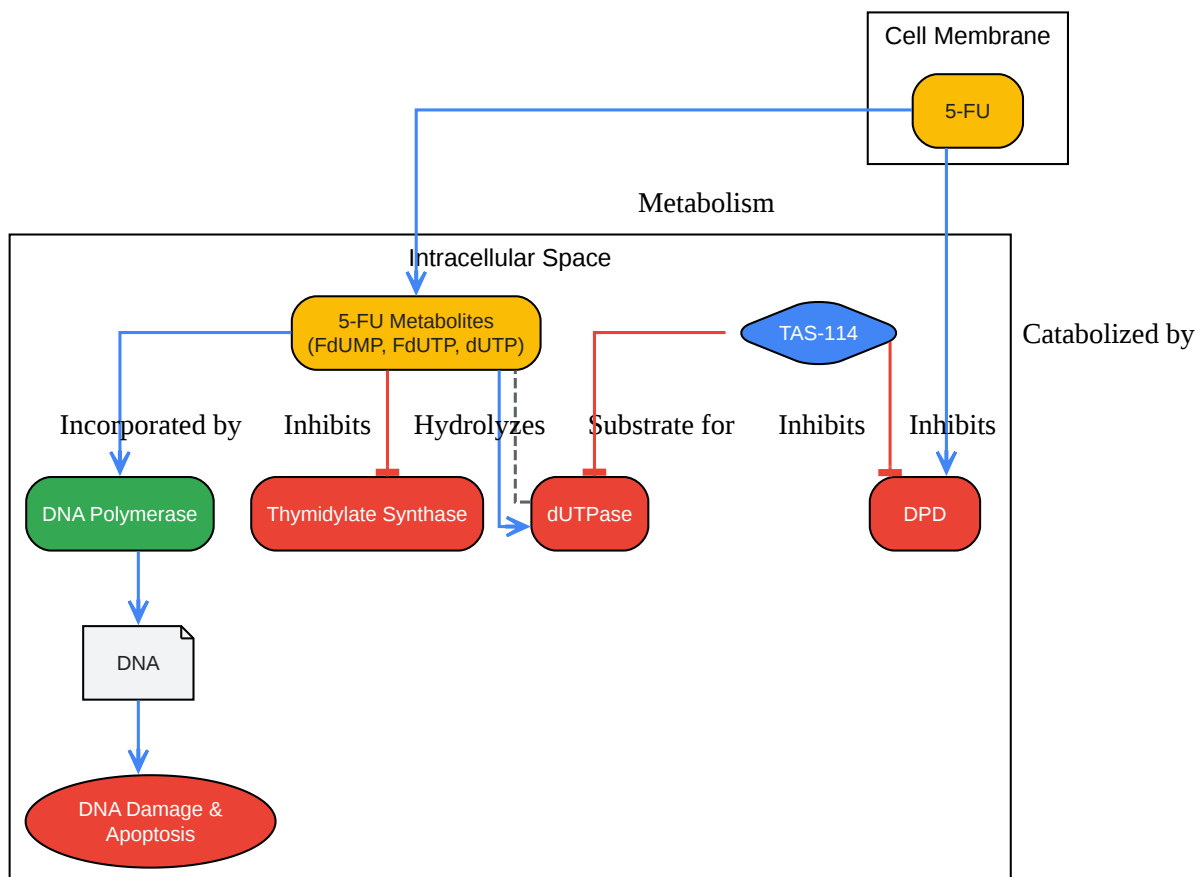 Cell Membrane
5-FU
Metabolism
Intracellular Space
5-FU Metabolites
(FdUMP, FdUTP, dUTP)
TAS-114
Catabolized by
Incorporated by
Inhibits
Hydrolyzes
Substrate for
Inhibits
Inhibits
DNA Polymerase
Thymidylate Synthase
dUTPase
DPD
DNA
DNA Damage &
Apoptosis